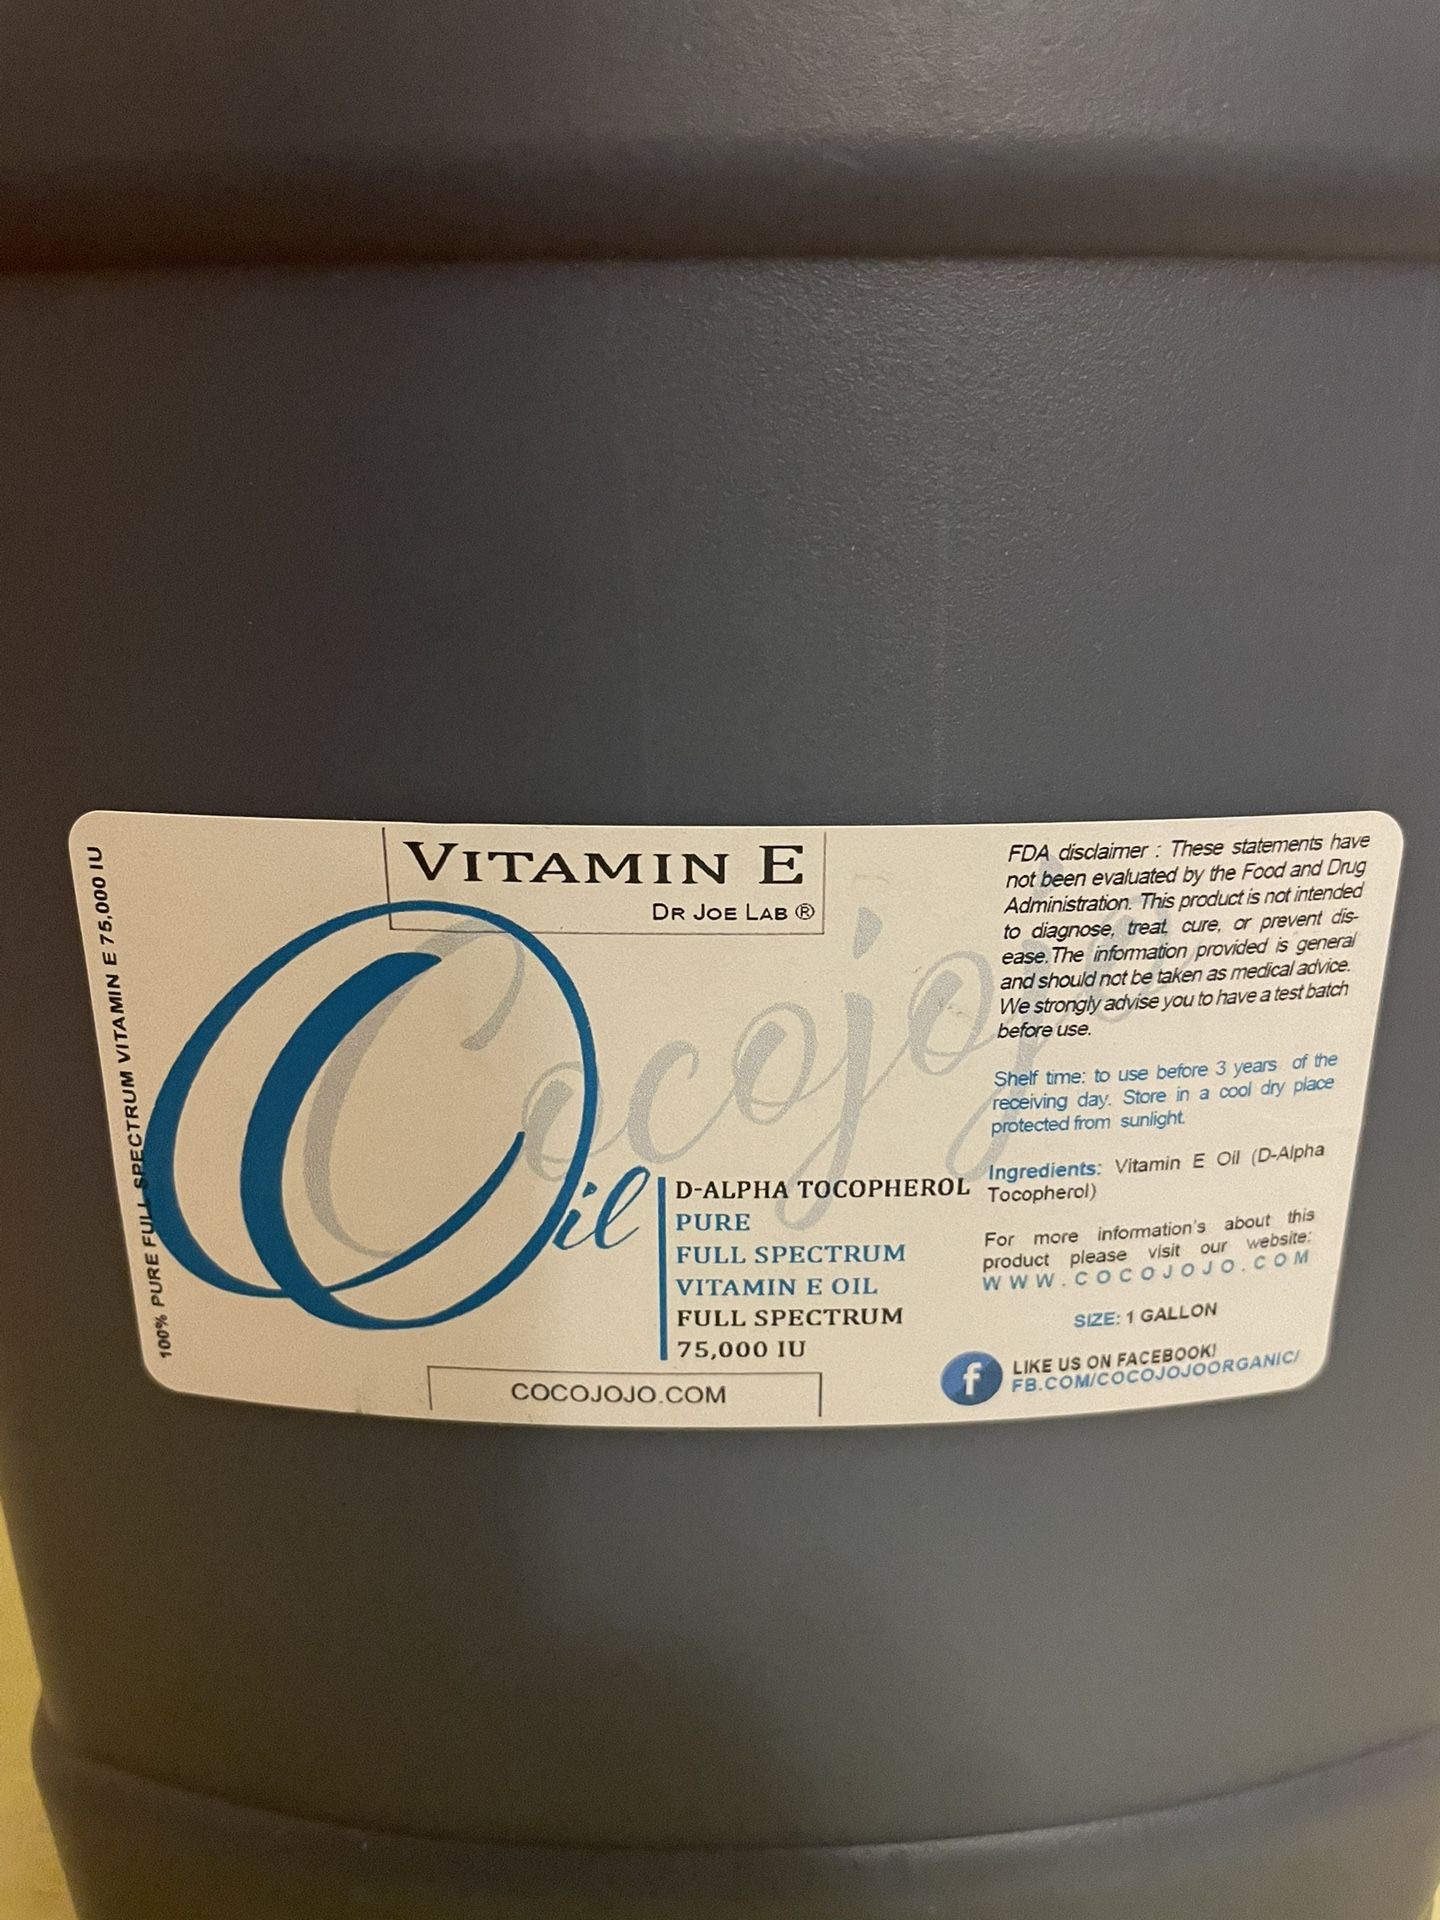 100% PURE FULL SPECTRUM VITAMIN E 75,000 IU
VITAMIN E
DR JOE LAB ®
Cocojojo
Oil
D-ALPHA TOCOPHEROL
PURE
FULL SPECTRUM
VITAMIN E OIL
FULL SPECTRUM
75,000 IU
COCOJOJO.COM
FDA disclaimer : These statements have
not been evaluated by the Food and Drug
Administration. This product is not intended
to diagnose, treat, cure, or prevent dis-
ease.The information provided is general
and should not be taken as medical advice.
We strongly advise you to have a test batch
before use.
Shelf time: to use before 3 years of the
receiving day. Store in a cool dry place
protected from sunlight.
Ingredients: Vitamin E Oil (D-Alpha
Tocopherol)
For more information's about this
product please visit our website:
WWW.COCOJOJO.COM
SIZE: 1 GALLON
f
LIKE US ON FACEBOOK!
FB.COM/COCOJOJOORGANIC/